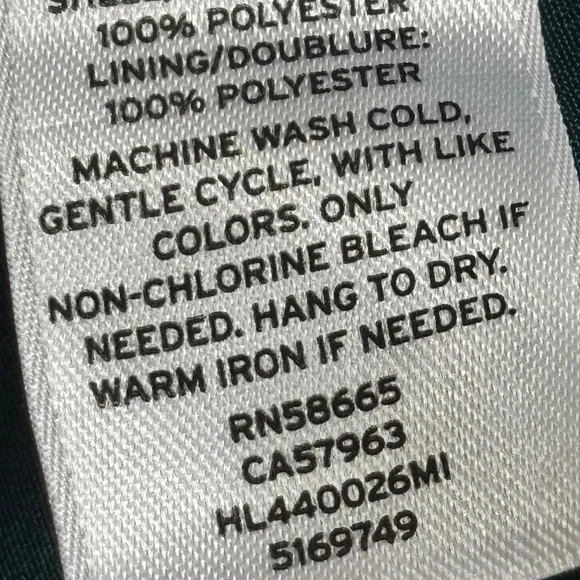 100% POLYESTER
LINING/DOUBLURE:
100% POLYESTER
MACHINE WASH COLD,
GENTLE CYCLE, WITH LIKE
COLORS. ONLY
NON-CHLORINE BLEACH IF
NEEDED. HANG TO DRY.
WARM IRON IF NEEDED.
RN58665
CA57963
HL440026MI
5169749